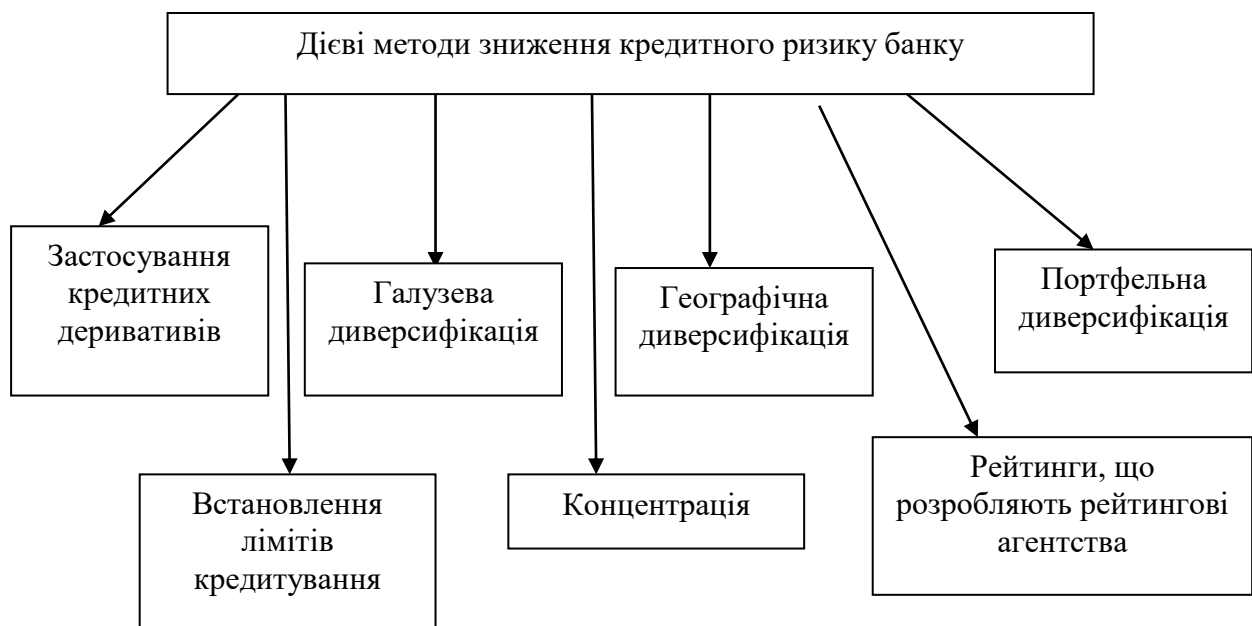 Дієві методи зниження кредитного ризику банку
Застосування
кредитних
деривативів
Галузева
диверсифікація
Географічна
диверсифікація
Портфельна
диверсифікація
Встановлення
лімітів
кредитування
Концентрація
Рейтинги, що
розробляють рейтингові
агентства